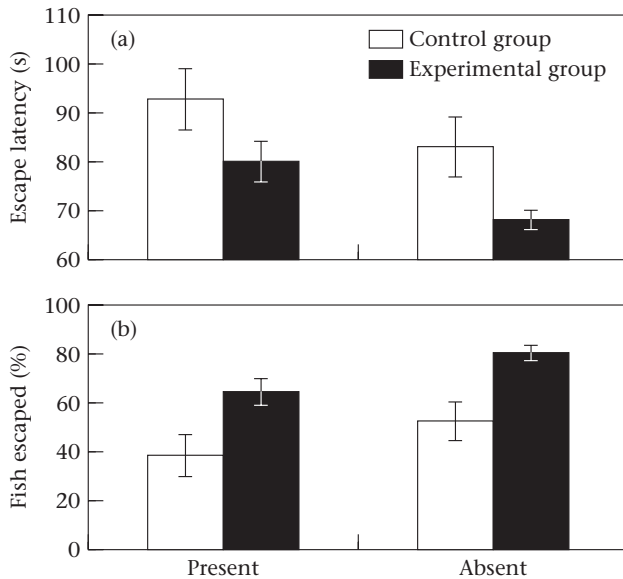 (a)
Control group
Experimental group
Escape latency (s)
110
100
90
80
70
60
(b)
Fish escaped (%)
100
80
60
40
20
0
Present
Absent